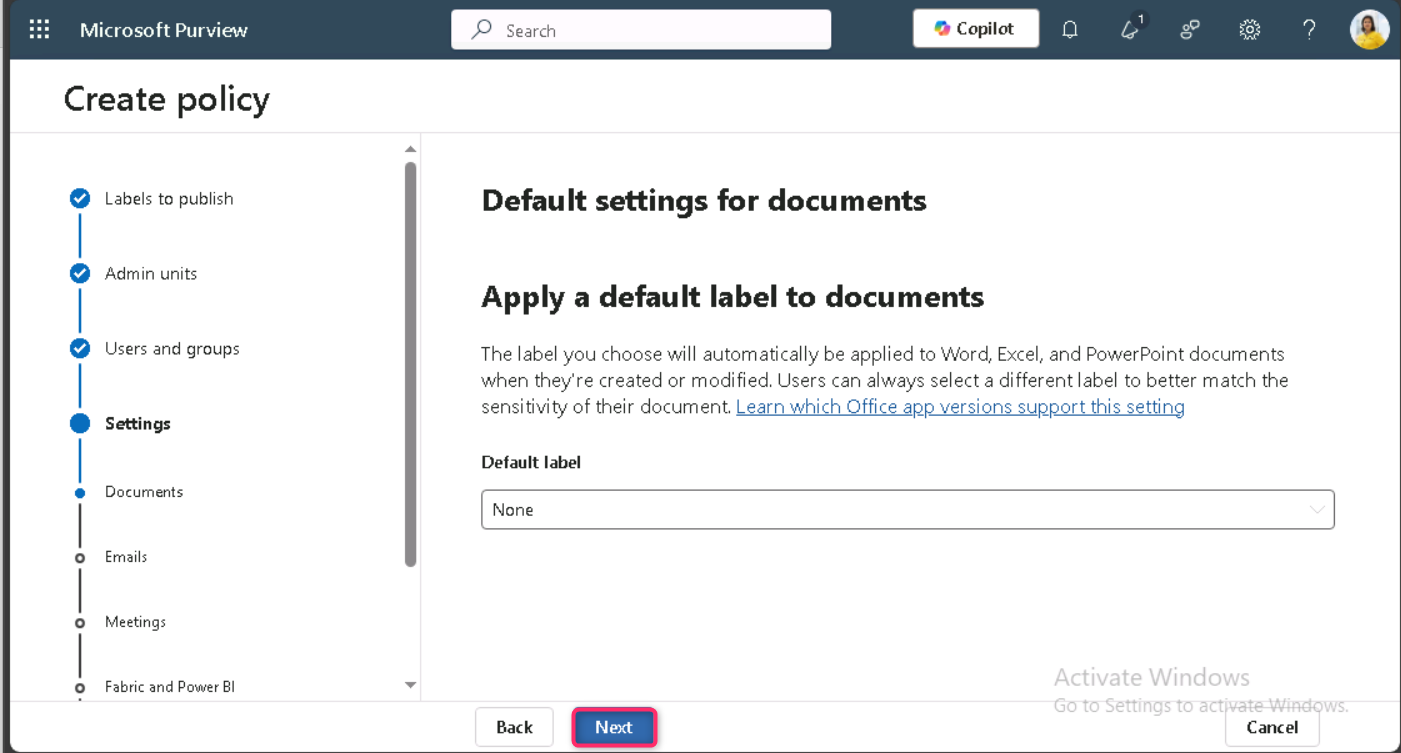 Microsoft Purview
Search
Copilot
1
?
Create policy
Labels to publish
Admin units
Users and groups
Settings
Documents
Emails
Meetings
Fabric and Power BI
Default settings for documents
Apply a default label to documents
The label you choose will automatically be applied to Word, Excel, and PowerPoint documents
when they're created or modified. Users can always select a different label to better match the
sensitivity of their document. Learn which Office app versions support this setting
Default label
None
Activate Windows
Go to Settings to activate Windows.
Back
Next
Cancel